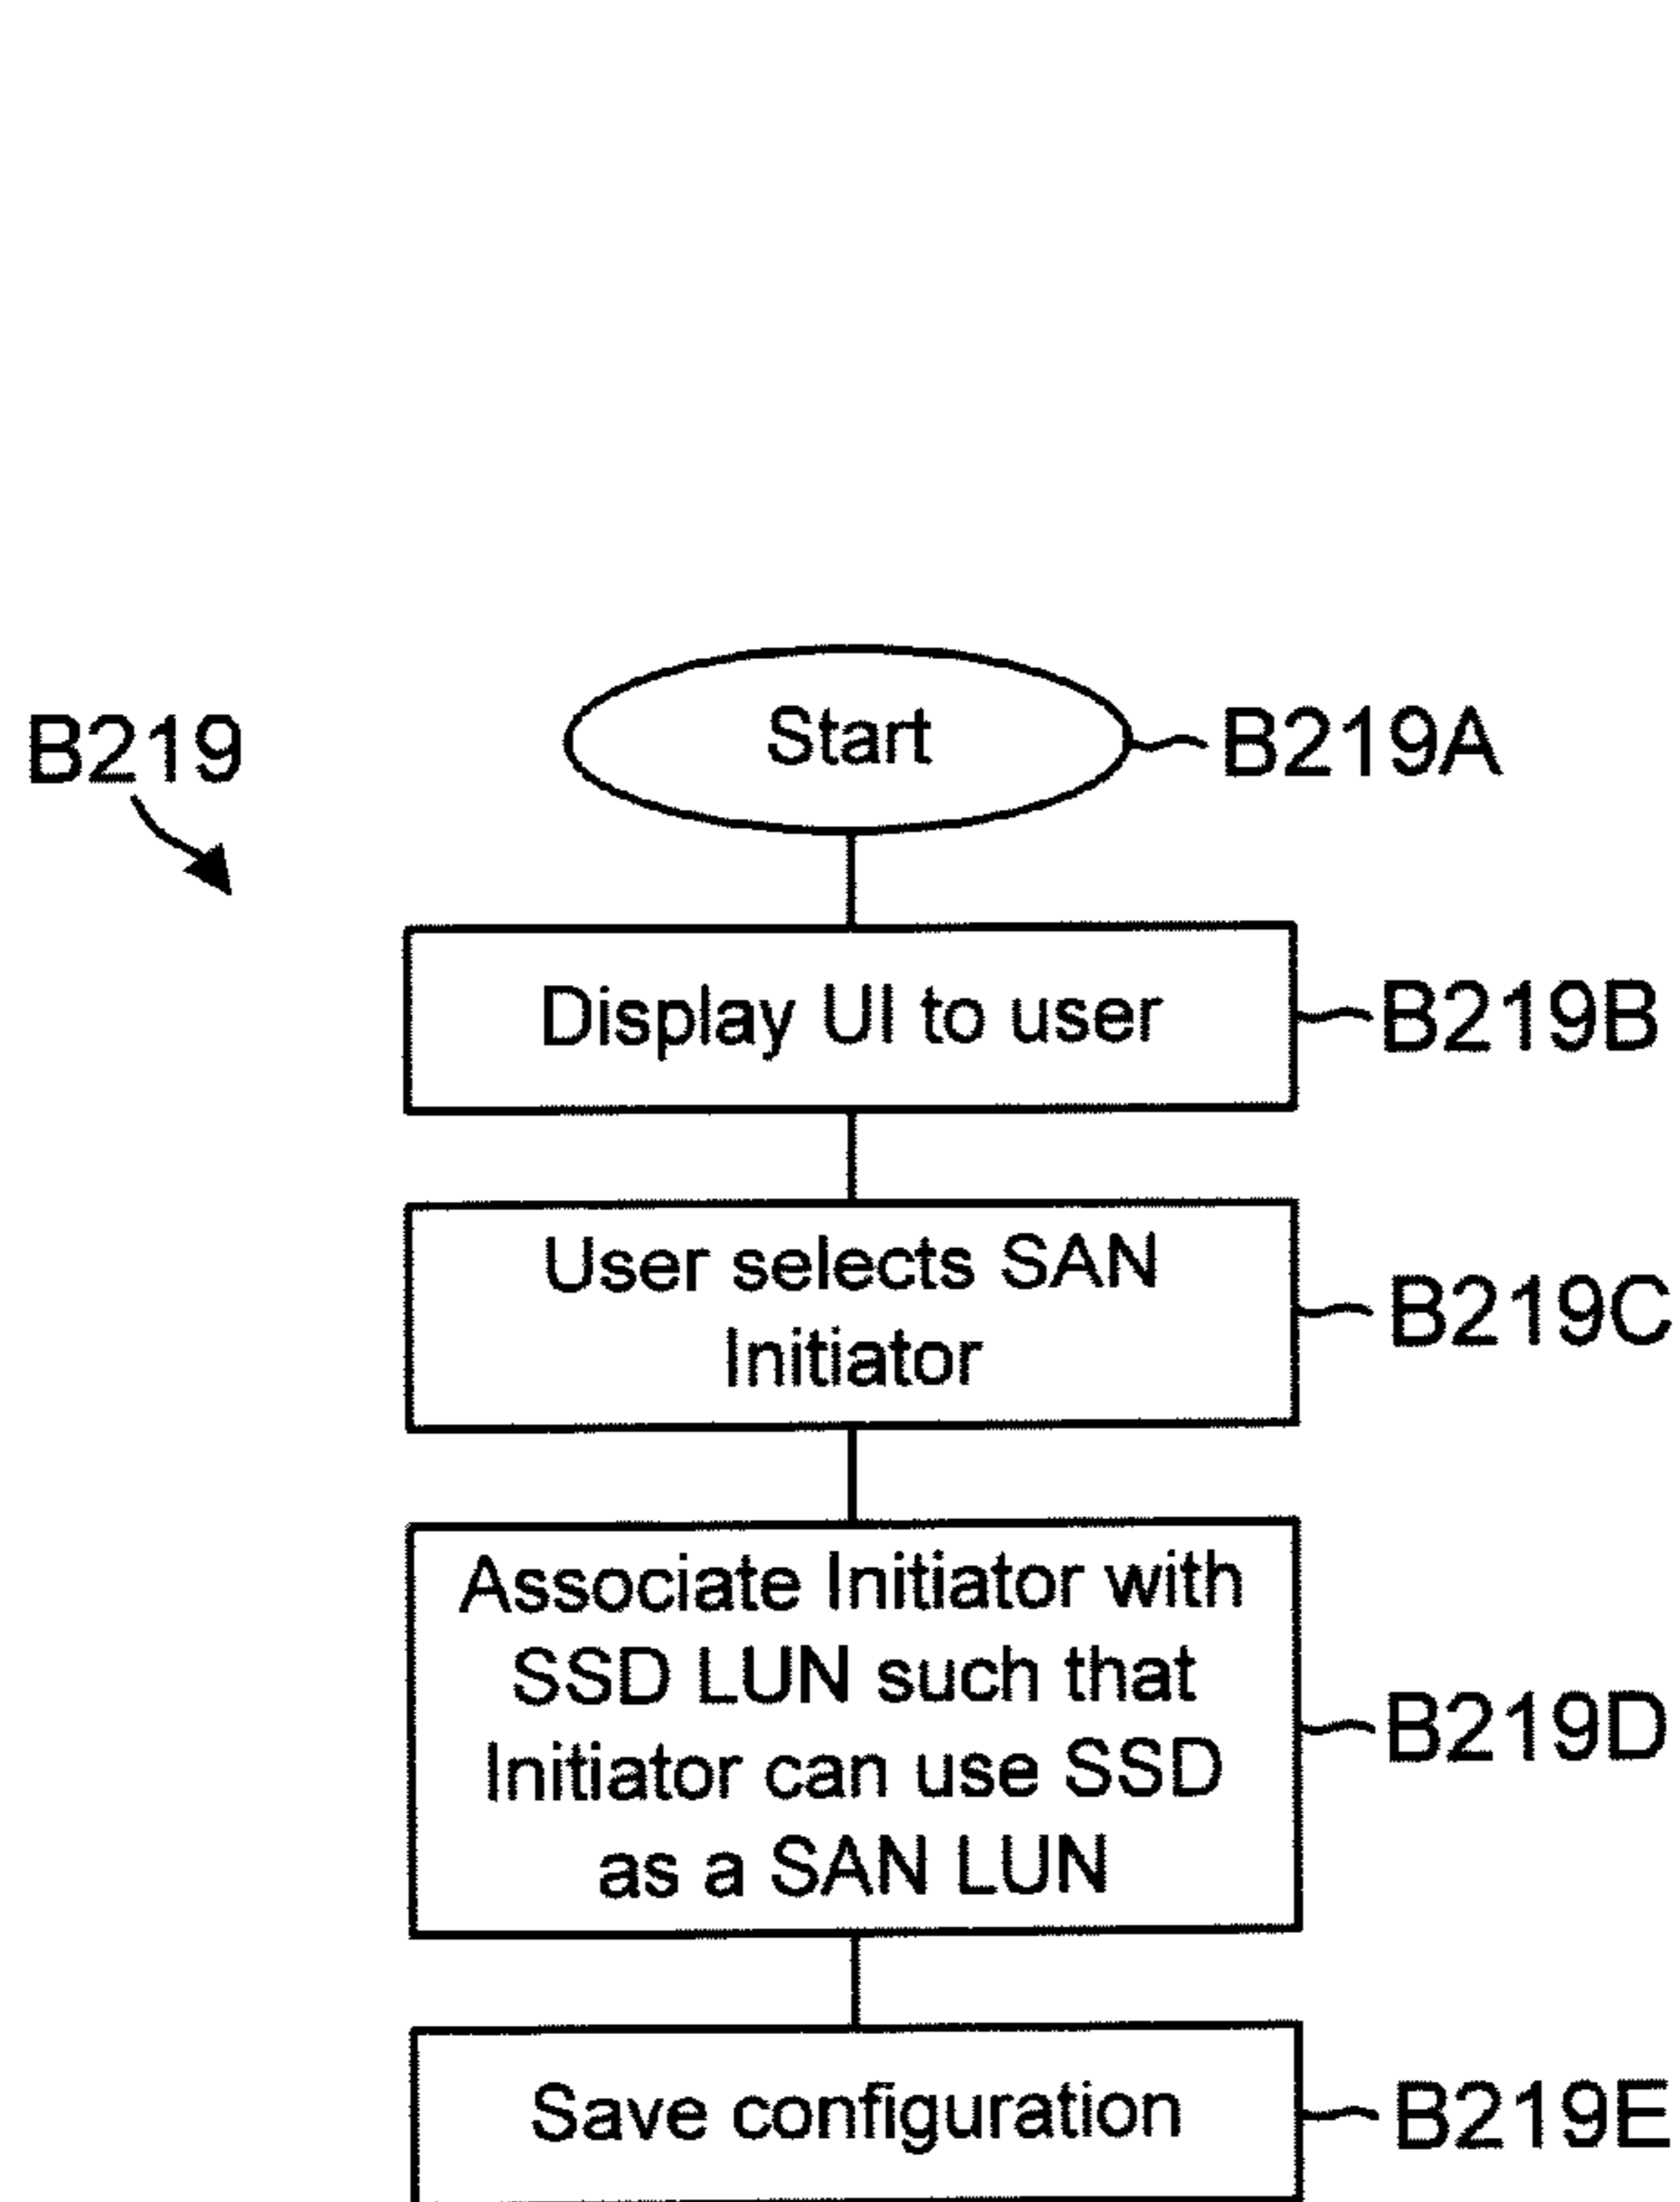 B219
Start
B219A
Display UI to user
B219B
User selects SAN
Initiator
B219C
Associate Initiator with
SSD LUN such that
Initiator can use SSD
as a SAN LUN
B219D
Save configuration
B219E